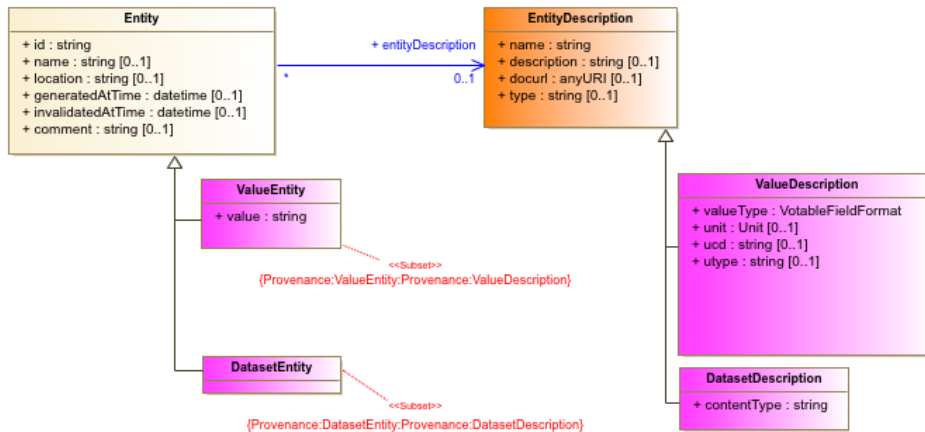 Entity
+ id : string
+ name : string [0..1]
+ location : string [0..1]
+ generatedAtTime : datetime [0..1]
+ invalidatedAtTime : datetime [0..1]
+ comment : string [0..1]
+ entityDescription
*
0..1
EntityDescription
+ name : string
+ description : string [0..1]
+ docurl : anyURI [0..1]
+ type : string [0..1]
ValueEntity
+ value : string
<<Subset>>
{Provenance:ValueEntity:Provenance:ValueDescription}
ValueDescription
+ valueType : VotableFieldFormat
+ unit : Unit [0..1]
+ ucd : string [0..1]
+ utype : string [0..1]
DatasetEntity
<<Subset>>
{Provenance:DatasetEntity:Provenance:DatasetDescription}
DatasetDescription
+ contentType : string